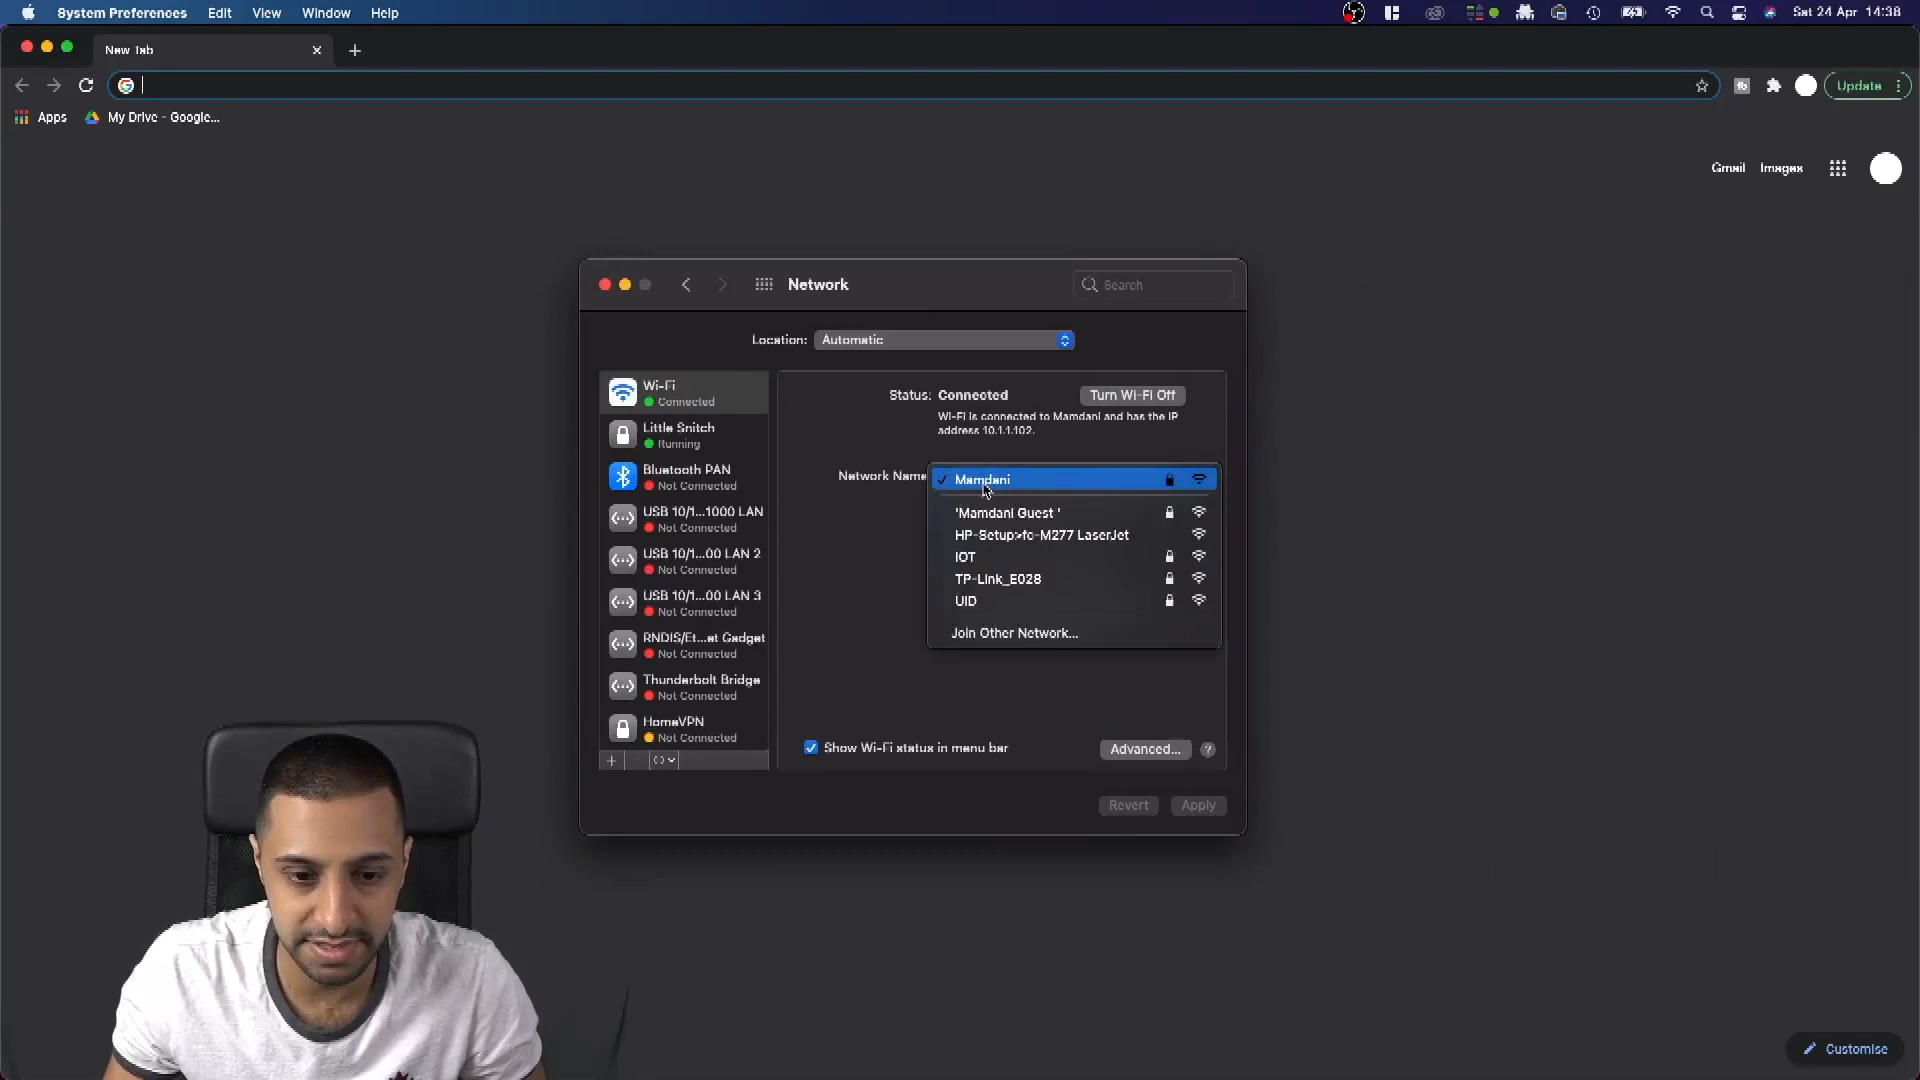 System Preferences Edit View Window Help
Sat 24 Apr 14:38
New Tab
Update
Apps My Drive - Google...
Gmail Images
Network
Search
Location: Automatic
Wi-Fi
Connected
Little Snitch
Running
Bluetooth PAN
Not Connected
USB 10/1...1000 LAN
Not Connected
USB 10/1...00 LAN 2
Not Connected
USB 10/1...00 LAN 3
Not Connected
RNDIS/Et...et Gadget
Not Connected
Thunderbolt Bridge
Not Connected
HomeVPN
Not Connected
Status: Connected
Turn Wi-Fi Off
Wi-Fi is connected to Mamdani and has the IP
address 10.1.1.102.
Network Name
Mamdani
'Mamdani Guest '
HP-Setup>fc-M277 LaserJet
IOT
TP-Link_E028
UID
Join Other Network...
Show Wi-Fi status in menu bar
Advanced...
?
Revert
Apply
Customise